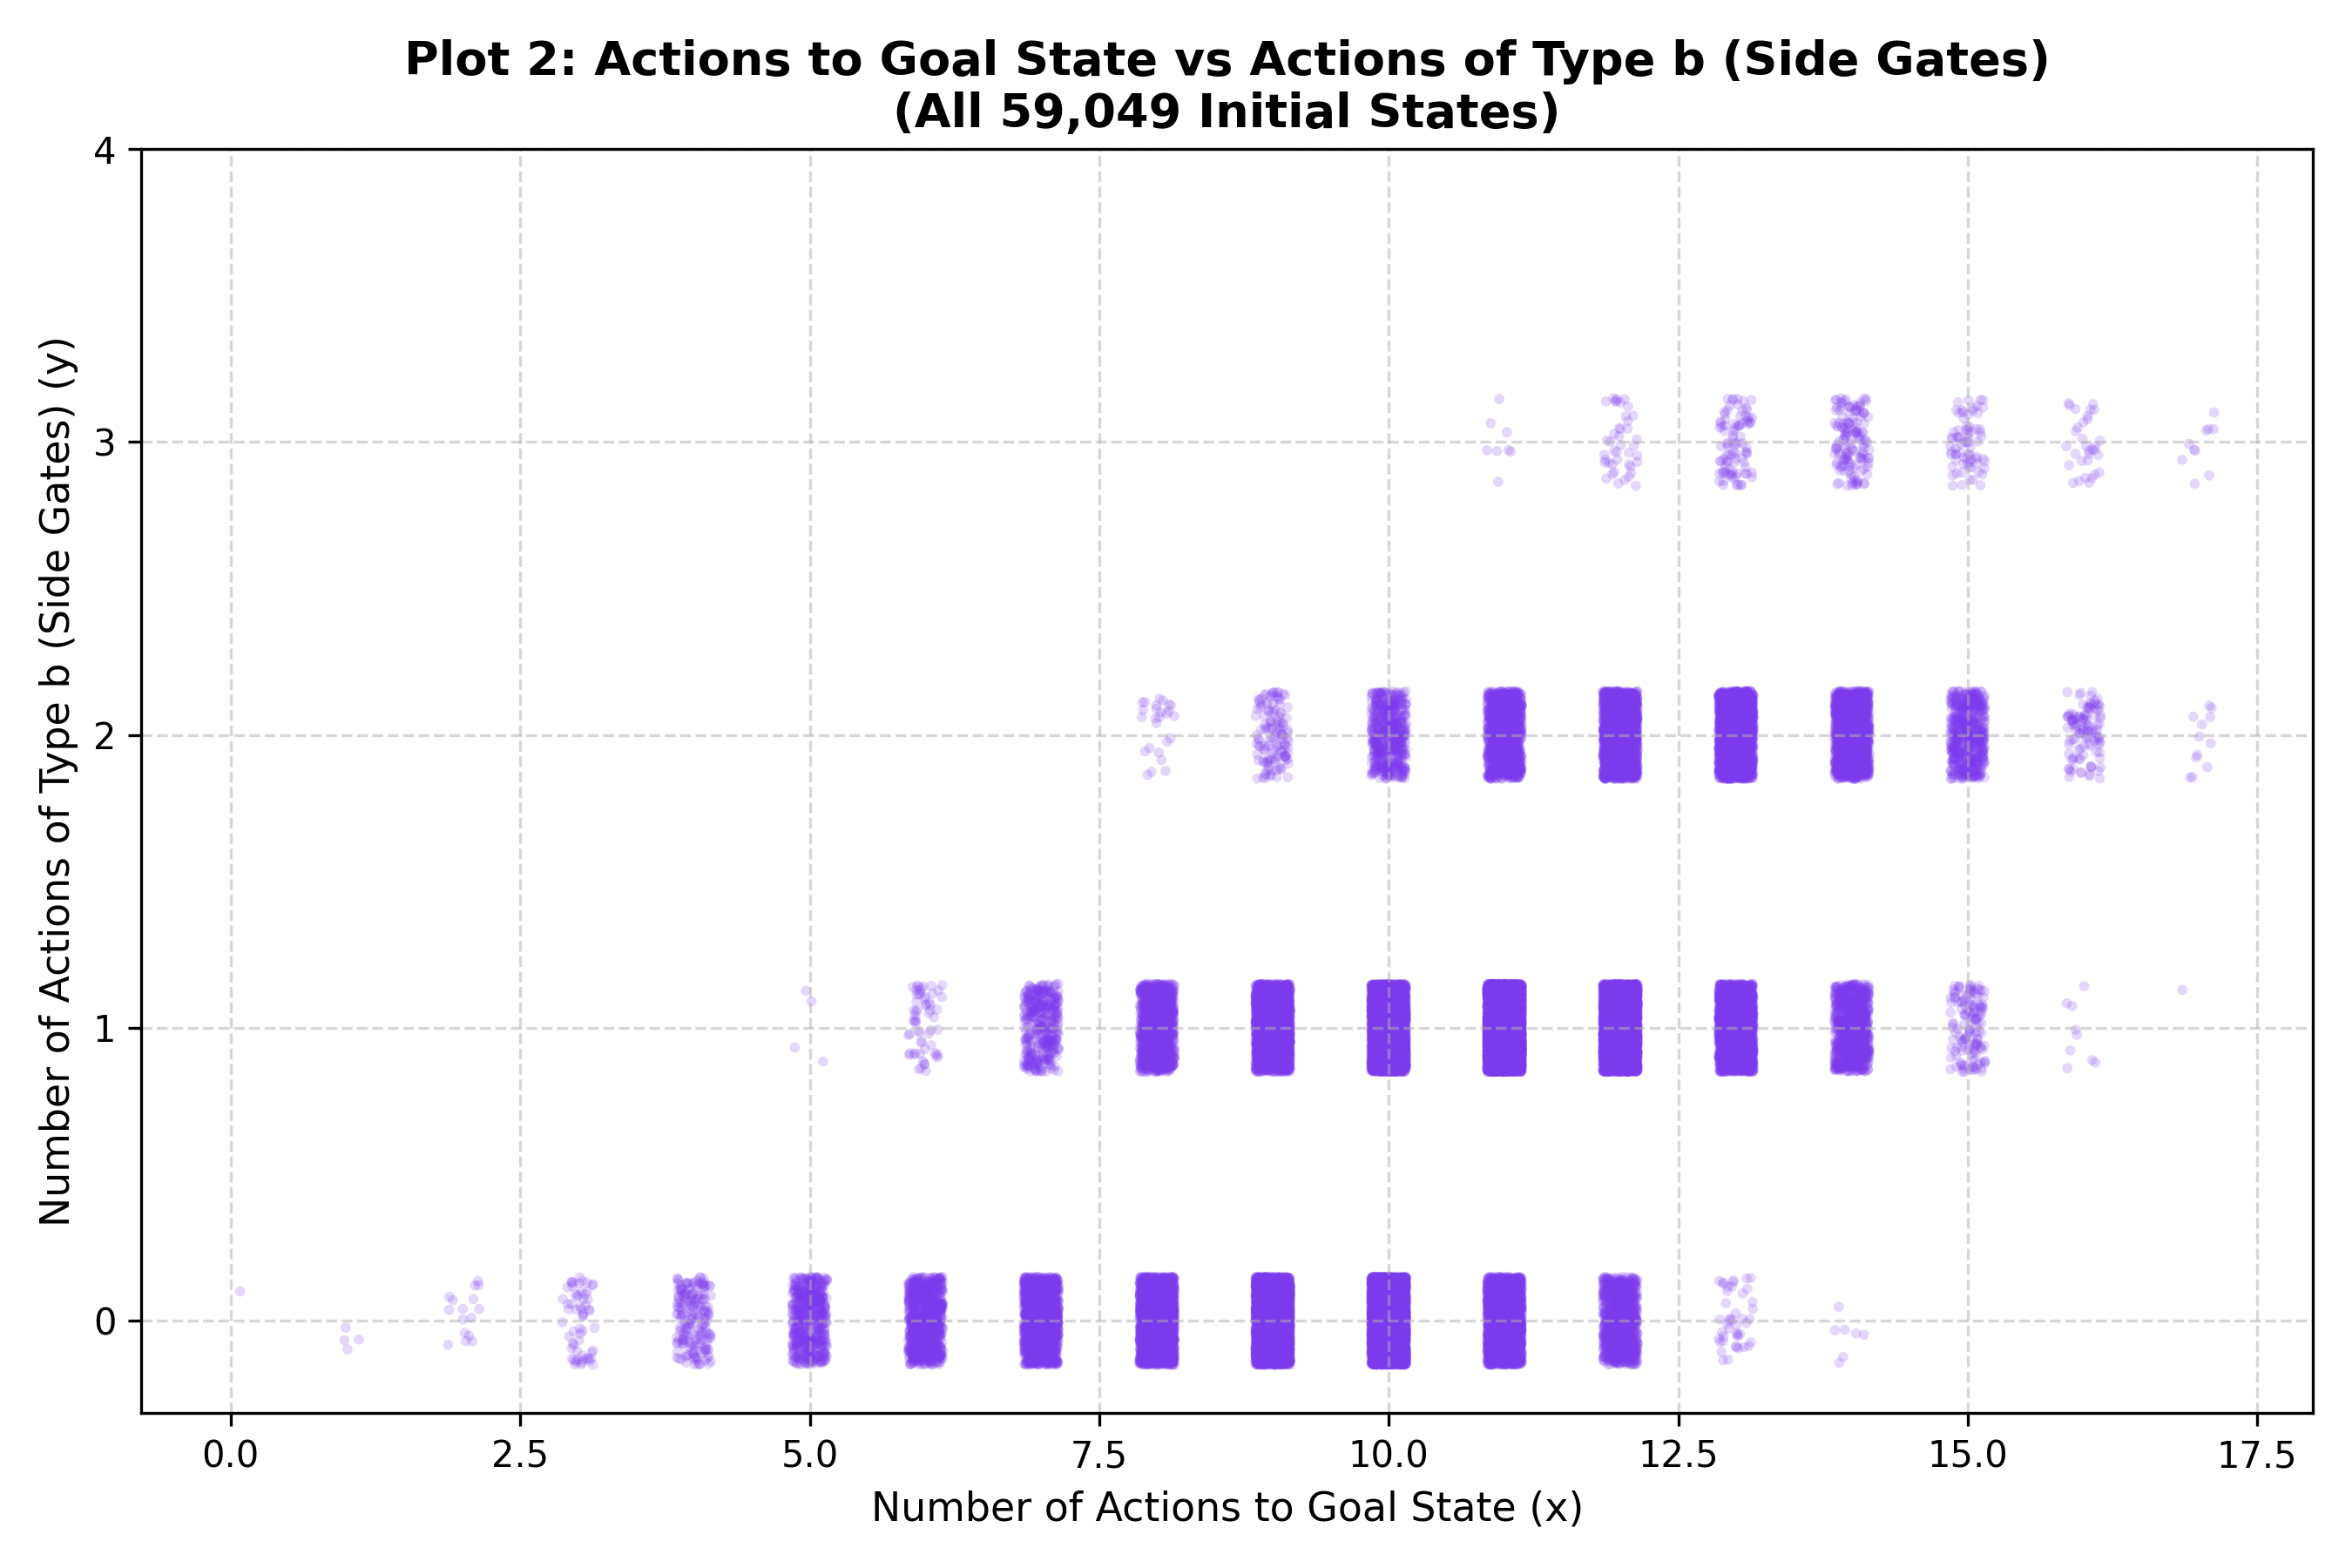 Plot 2: Actions to Goal State vs Actions of Type b (Side Gates)
(All 59,049 Initial States)
Number of Actions of Type b (Side Gates) (y)
4
3
2
1
0
0.0 2.5 5.0 7.5 10.0 12.5 15.0 17.5
Number of Actions to Goal State (x)